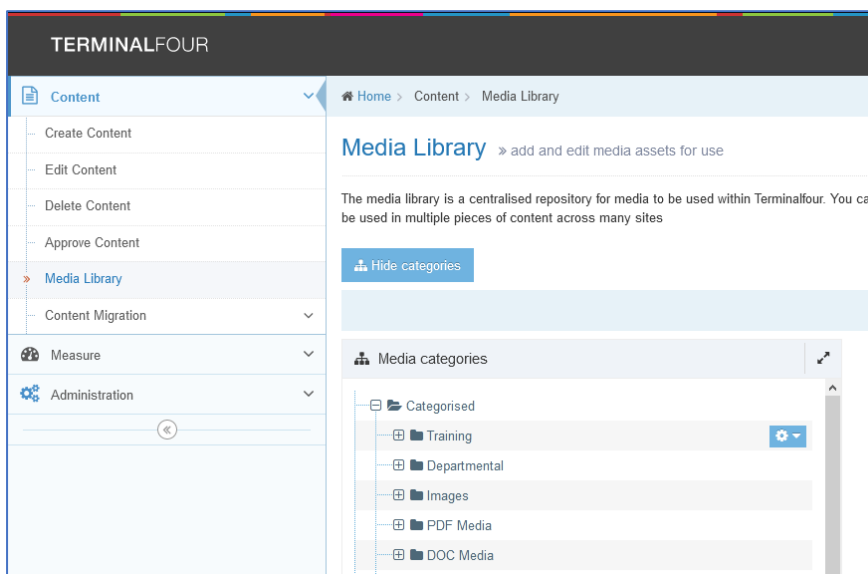 TERMINALFOUR
Content
Create Content
Edit Content
Delete Content
Approve Content
Media Library
Content Migration
Measure
Administration
Home > Content > Media Library
Media Library » add and edit media assets for use
The media library is a centralised repository for media to be used within Terminalfour. You ca
be used in multiple pieces of content across many sites
Hide categories
Media categories
Categorised
Training
Departmental
Images
PDF Media
DOC Media